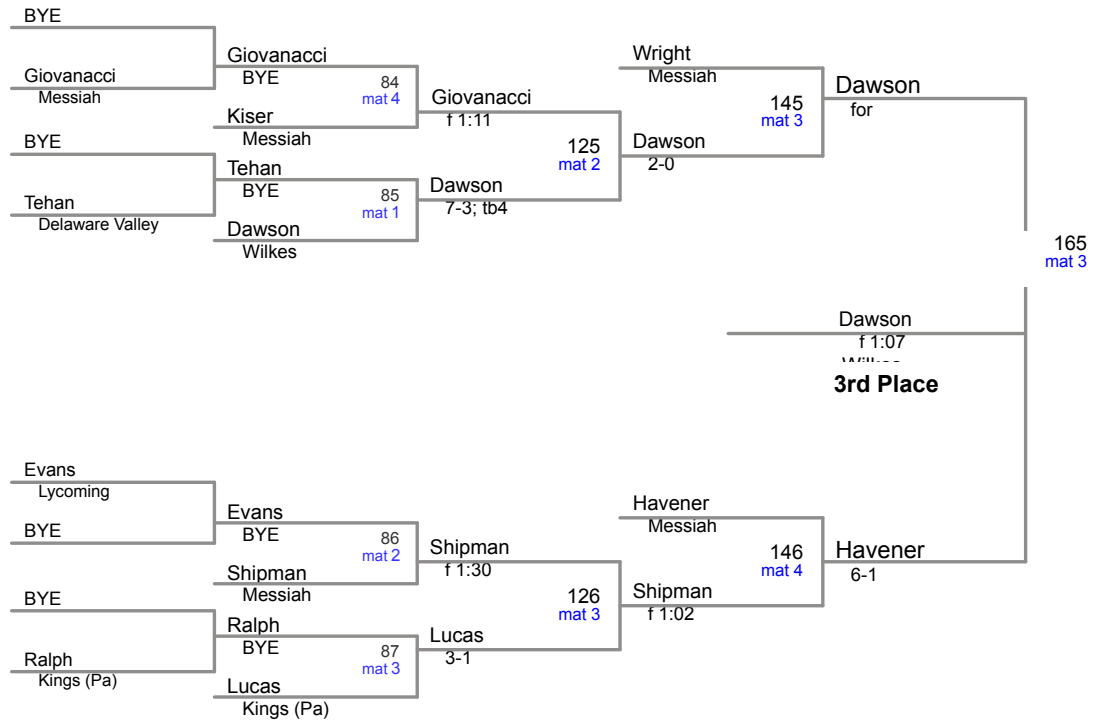 BYE
Giovanacci
Messiah
BYE
Tehan
Delaware Valley
Giovanacci
BYE
84
mat 4
Kiser
Messiah
Tehan
BYE
85
mat 1
Dawson
Wilkes
Giovanacci
f 1:11
125
mat 2
Dawson
7-3; tb4
Wright
Messiah
145
mat 3
Dawson
2-0
Dawson
for
165
mat 3
Dawson
f 1:07
3rd Place
Evans
Lycoming
BYE
BYE
Ralph
Kings (Pa)
Evans
BYE
86
mat 2
Shipman
Messiah
Ralph
BYE
87
mat 3
Lucas
Kings (Pa)
Shipman
f 1:30
126
mat 3
Lucas
3-1
Havener
Messiah
146
mat 4
Shipman
f 1:02
Havener
6-1